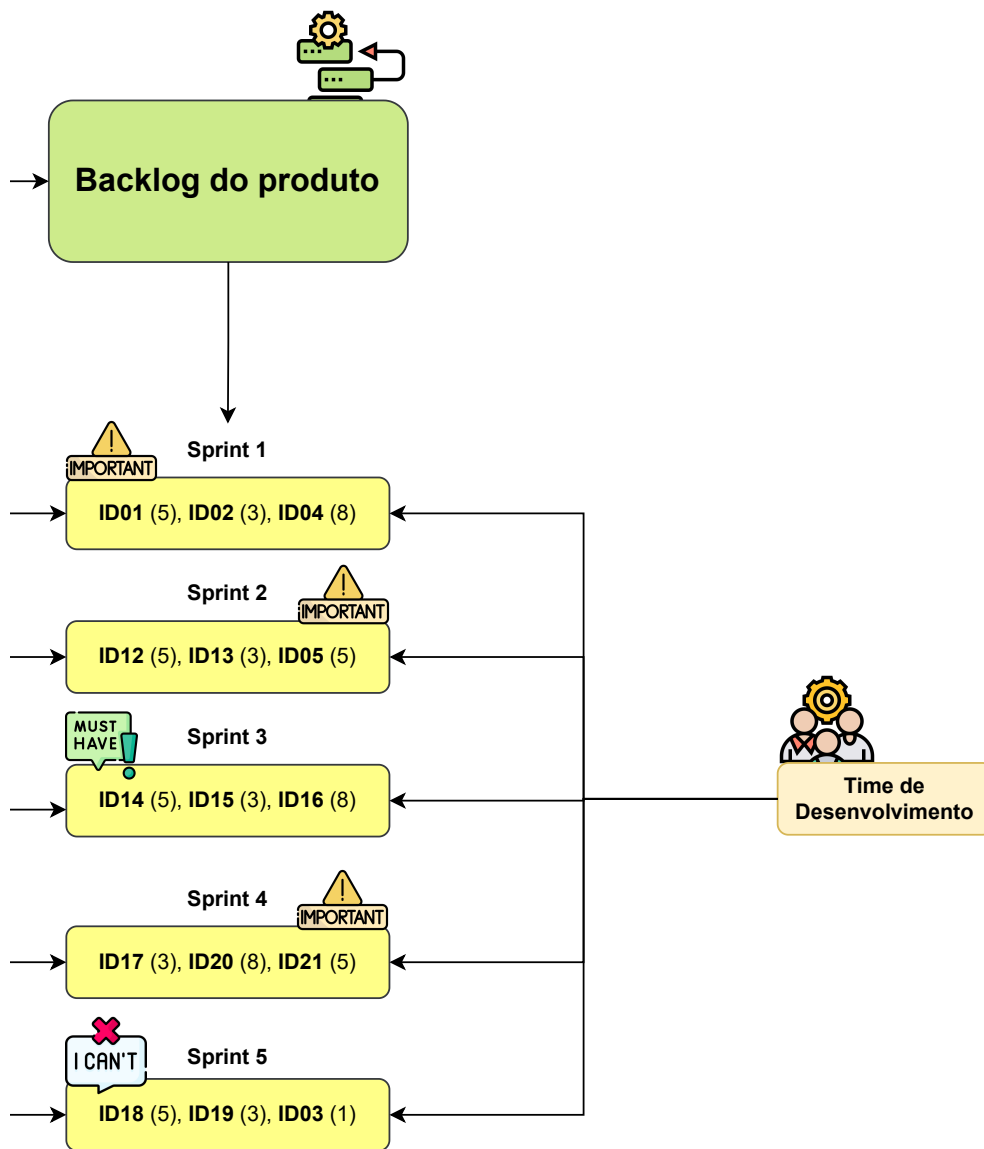 Backlog do produto
Sprint 1
IMPORTANT
ID01 (5), ID02 (3), ID04 (8)
Sprint 2
IMPORTANT
ID12 (5), ID13 (3), ID05 (5)
MUST
HAVE
Sprint 3
ID14 (5), ID15 (3), ID16 (8)
Time de
Desenvolvimento
Sprint 4
IMPORTANT
ID17 (3), ID20 (8), ID21 (5)
I CAN'T
Sprint 5
ID18 (5), ID19 (3), ID03 (1)